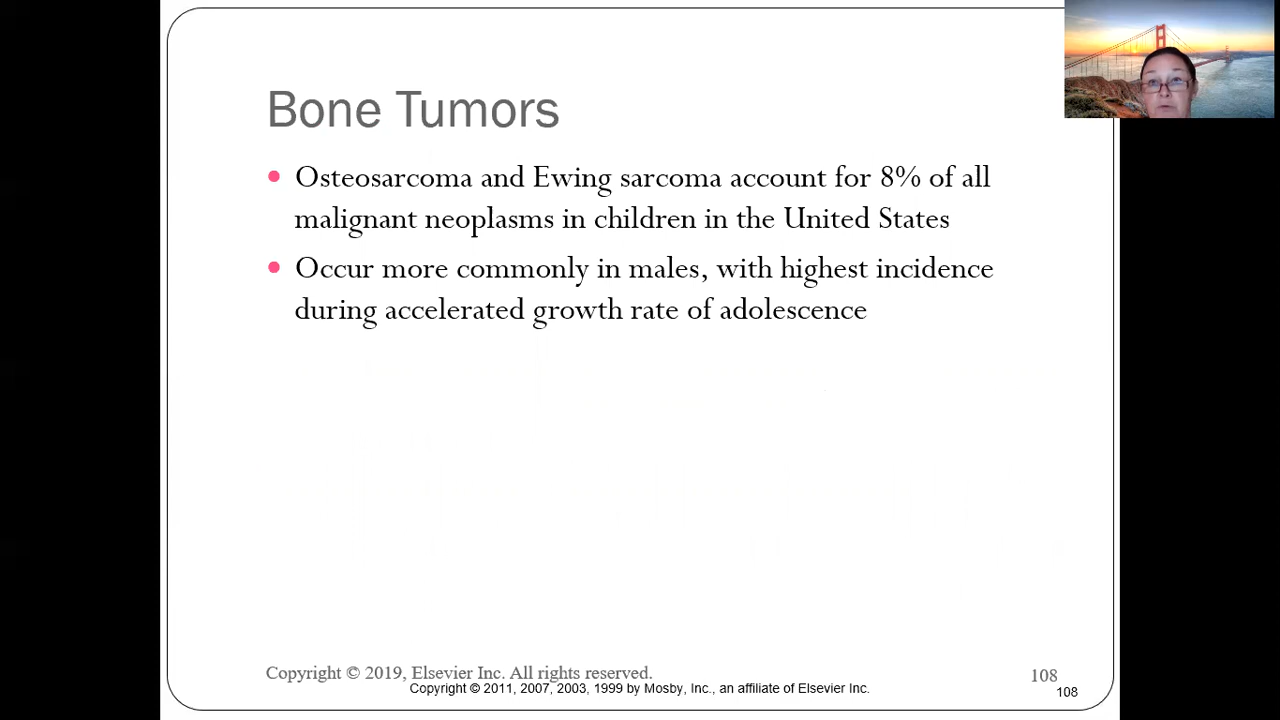 Bone Tumors
Osteosarcoma and Ewing sarcoma account for 8% of all
malignant neoplasms in children in the United States
Occur more commonly in males, with highest incidence
during accelerated growth rate of adolescence
Copyright © 2019, Elsevier Inc. All rights reserved.
108
Copyright © 2011, 2007, 2003, 1999 by Mosby, Inc., an affiliate of Elsevier Inc.
108